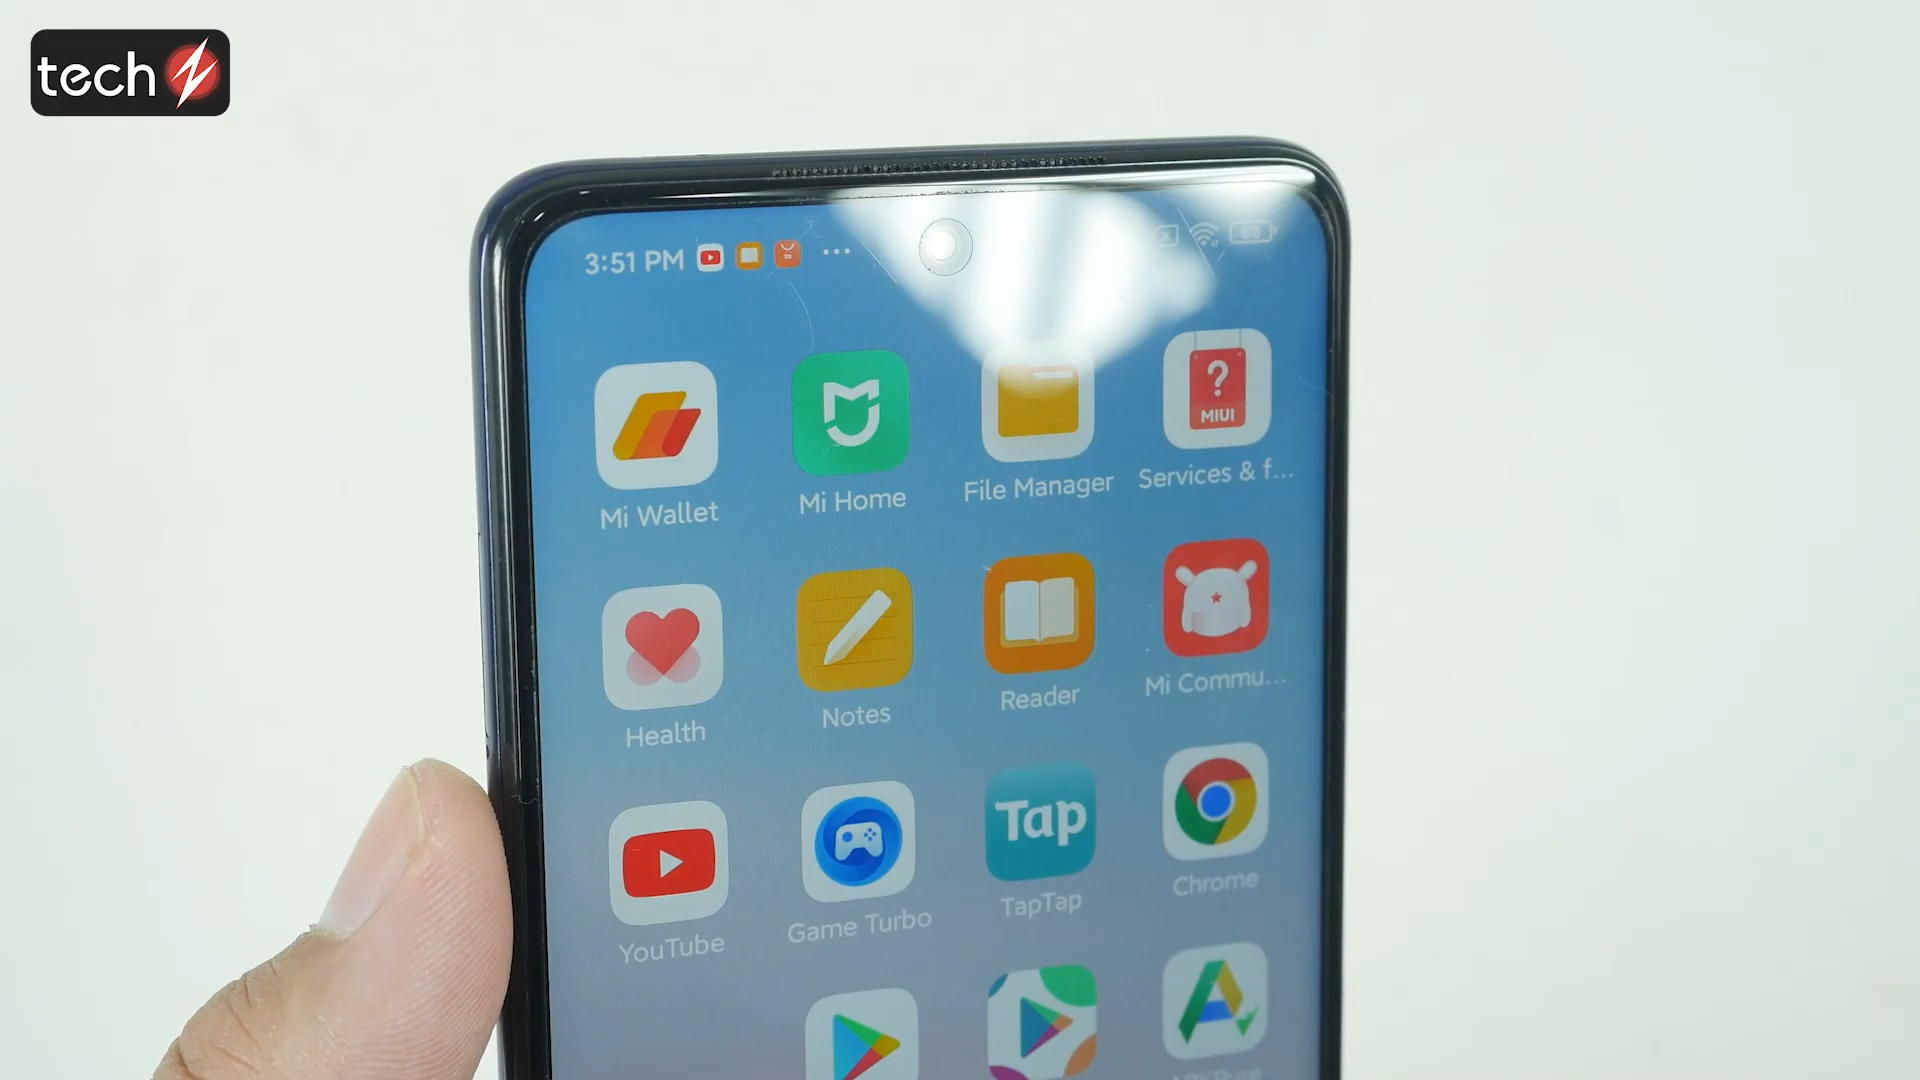 tech
3:51 PM
68
Mi Wallet
Mi Home
File Manager
MIUI
Services & f...
Health
Notes
Reader
Mi Commu...
Tap
YouTube
Game Turbo
TapTap
Chrome